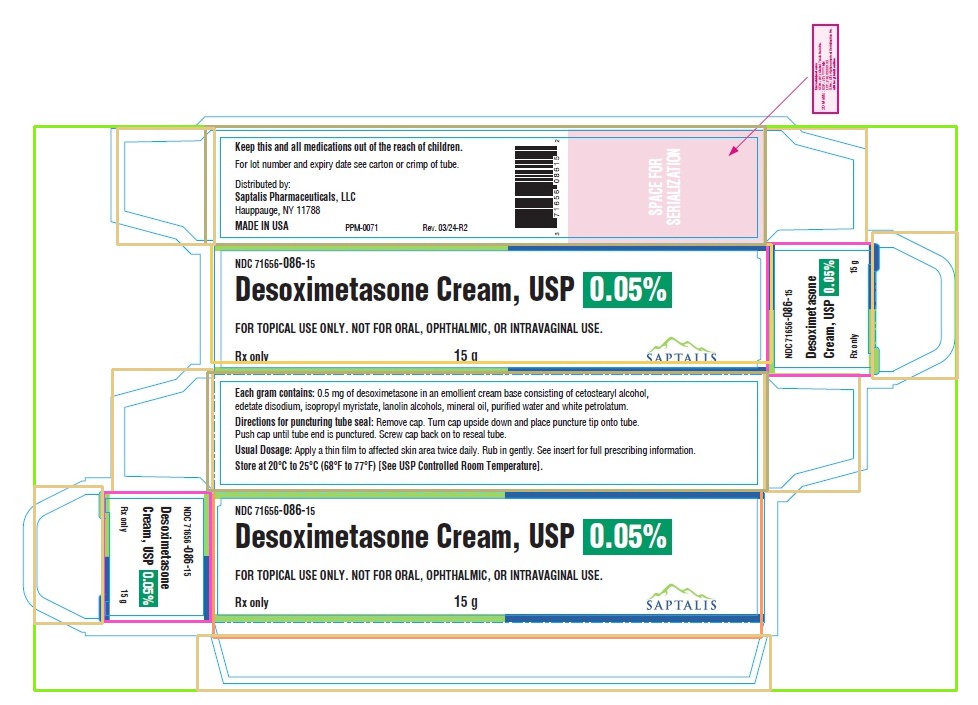 Keep this and all medications out of the reach of children.
For lot number and expiry date see carton or crimp of tube.
Distributed by:
Saptalis Pharmaceuticals, LLC
Hauppauge, NY 11788
MADE IN USA PPM-0071 Rev. 03/24-R2
3 71656 08615 2
SPACE FOR
SERIALIZATION
NDC 71656-086-15
Desoximetasone Cream, USP 0.05%
FOR TOPICAL USE ONLY. NOT FOR ORAL, OPHTHALMIC, OR INTRAVAGINAL USE.
Rx only 15 g
SAPTALIS
NDC 71656-086-15
Desoximetasone
Cream, USP 0.05%
Rx only 15 g
Each gram contains: 0.5 mg of desoximetasone in an emollient cream base consisting of cetostearyl alcohol,
edetate disodium, isopropyl myristate, lanolin alcohols, mineral oil, purified water and white petrolatum.
Directions for puncturing tube seal: Remove cap. Turn cap upside down and place puncture tip onto tube.
Push cap until tube end is punctured. Screw cap back on to reseal tube.
Usual Dosage: Apply a thin film to affected skin area twice daily. Rub in gently. See insert for full prescribing information.
Store at 20°C to 25°C (68°F to 77°F) [See USP Controlled Room Temperature].
NDC 71656-086-15
Desoximetasone
Cream, USP 0.05%
Rx only 15 g
NDC 71656-086-15
Desoximetasone Cream, USP 0.05%
FOR TOPICAL USE ONLY. NOT FOR ORAL, OPHTHALMIC, OR INTRAVAGINAL USE.
Rx only 15 g
SAPTALIS